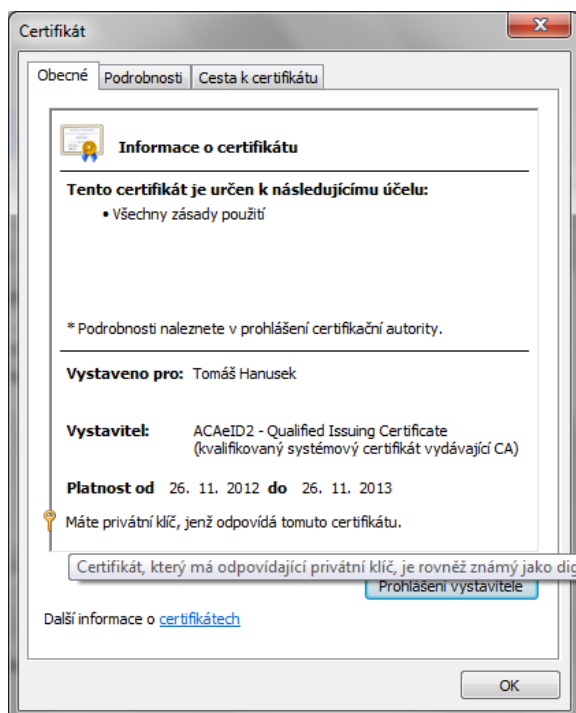 Certifikát
Obecné Podrobnosti Cesta k certifikátu
Informace o certifikátu
Tento certifikát je určen k následujícímu účelu:
• Všechny zásady použití
* Podrobnosti naleznete v prohlášení certifikační autority.
Vystaveno pro: Tomáš Hanusek
Vystavitel: ACAeID2 - Qualified Issuing Certificate
(kvalifikovaný systémový certifikát vydávající CA)
Platnost od 26. 11. 2012 do 26. 11. 2013
Máte privátní klíč, jenž odpovídá tomuto certifikátu.
Certifikát, který má odpovídající privátní klíč, je rovněž známý jako dig
Prohlášení vystavitele
Další informace o certifikátech
OK